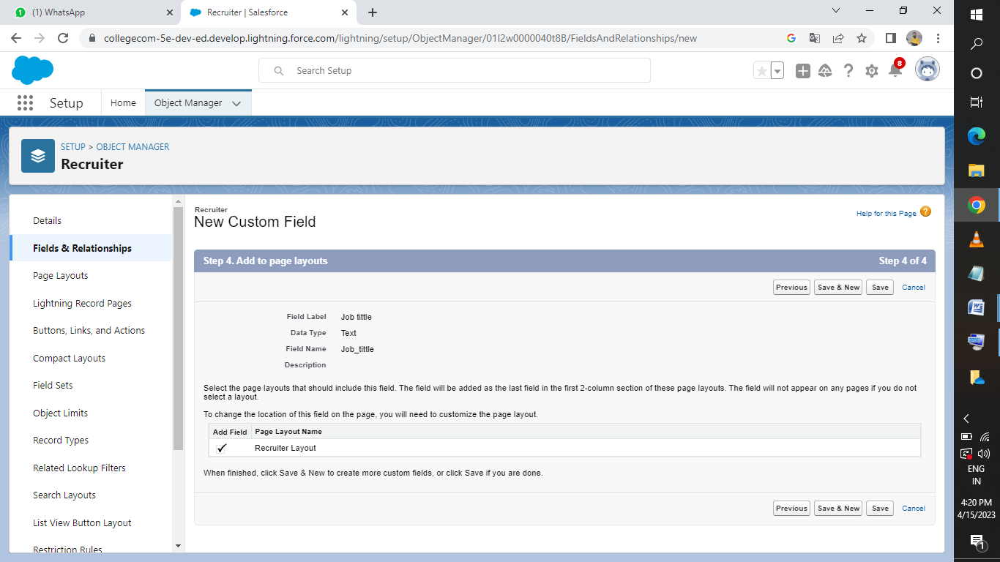 (1) WhatsApp
Recruiter | Salesforce
collegecom-5e-dev-ed.develop.lightning.force.com/lightning/setup/ObjectManager/01I2w0000040t8B/FieldsAndRelationships/new
Search Setup
8
Setup
Home
Object Manager
SETUP > OBJECT MANAGER
Recruiter
Details
Fields & Relationships
Page Layouts
Lightning Record Pages
Buttons, Links, and Actions
Compact Layouts
Field Sets
Object Limits
Record Types
Related Lookup Filters
Search Layouts
List View Button Layout
Restriction Rules
Recruiter
New Custom Field
Help for this Page ?
Step 4. Add to page layouts Step 4 of 4
Previous Save & New Save Cancel
Field Label Job tittle
Data Type Text
Field Name Job_tittle
Description
Select the page layouts that should include this field. The field will be added as the last field in the first 2-column section of these page layouts. The field will not appear on any pages if you do not
select a layout.
To change the location of this field on the page, you will need to customize the page layout.
Add Field Page Layout Name
Recruiter Layout
When finished, click Save & New to create more custom fields, or click Save if you are done.
Previous Save & New Save Cancel
ENG
IN
4:20 PM
4/15/2023
1